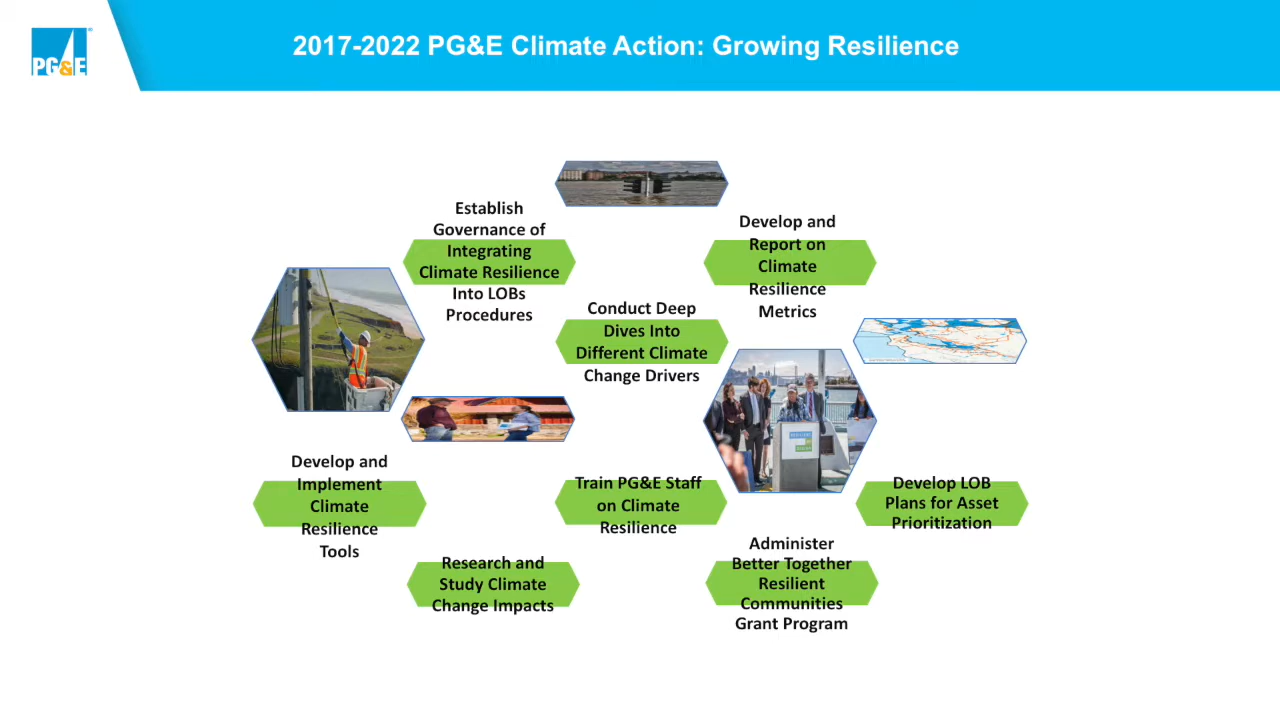 PG&E
2017-2022 PG&E Climate Action: Growing Resilience
Establish
Governance of
Integrating
Climate Resilience
Into LOBs
Procedures
Develop and
Report on
Climate
Resilience
Metrics
Conduct Deep
Dives Into
Different Climate
Change Drivers
Develop and
Implement
Climate
Resilience
Tools
Train PG&E Staff
on Climate
Resilience
Develop LOB
Plans for Asset
Prioritization
Research and
Study Climate
Change Impacts
Administer
Better Together
Resilient
Communities
Grant Program